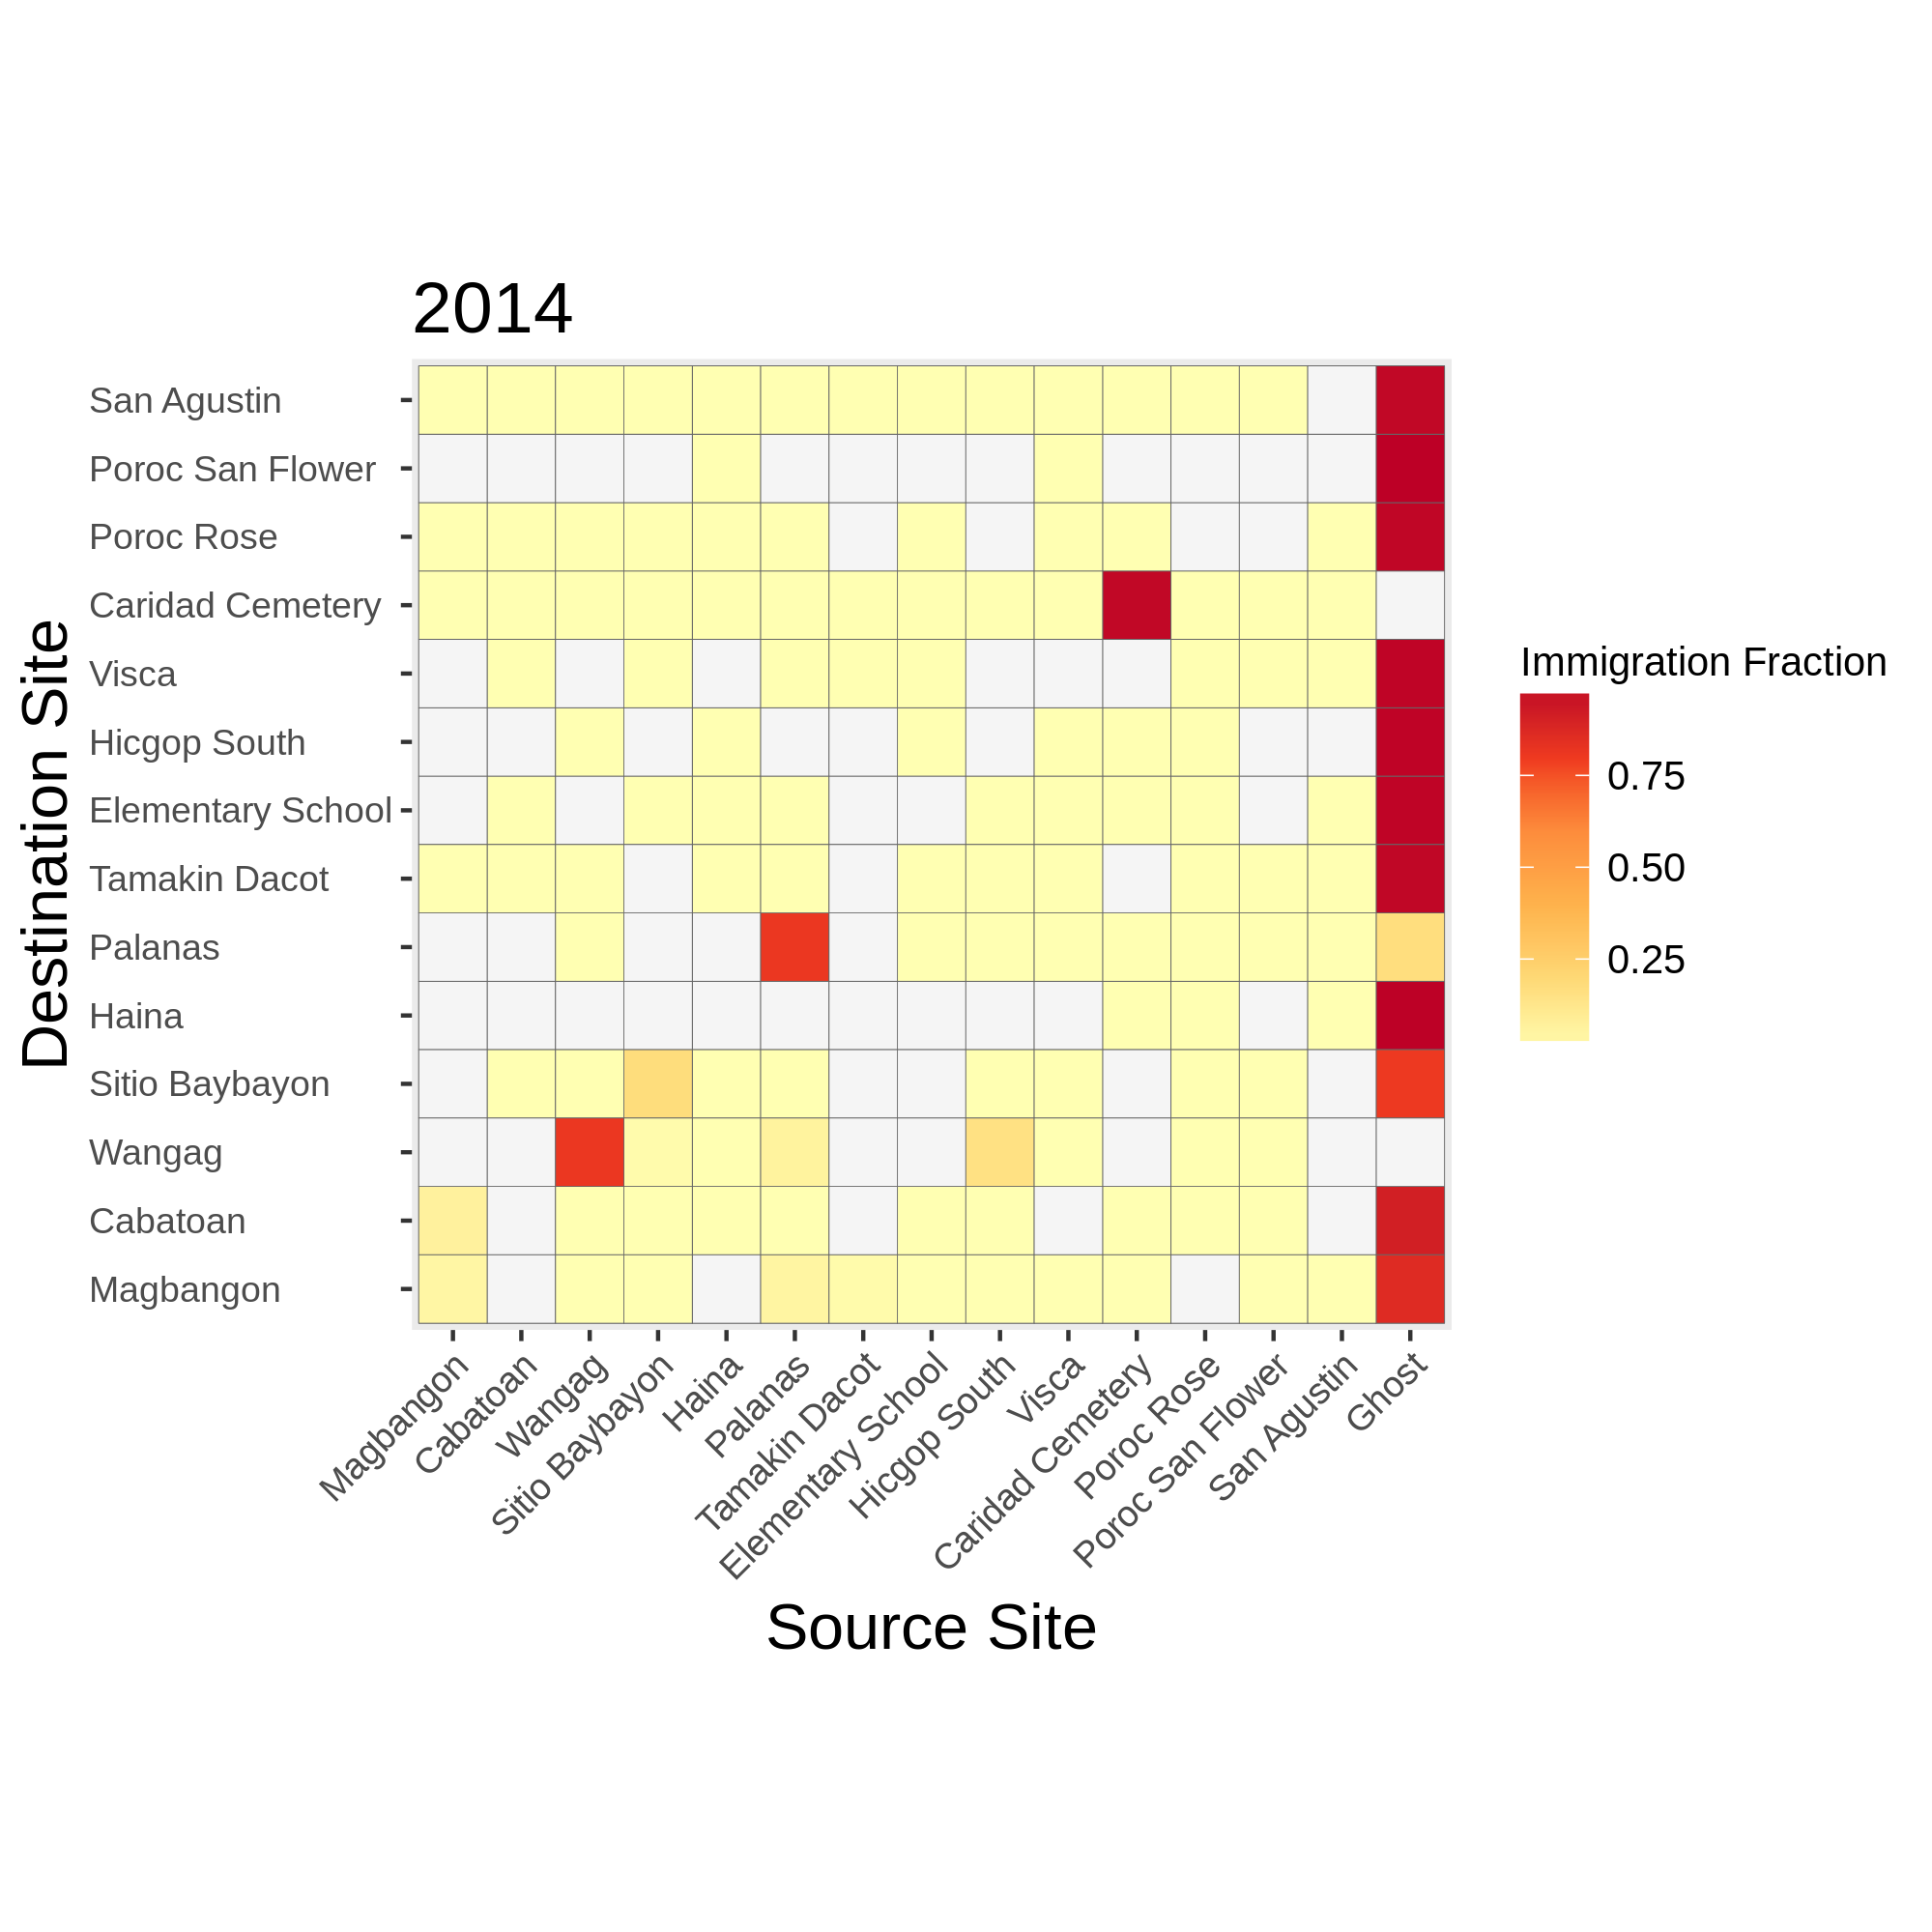 2014
San Agustin
Poroc San Flower
Poroc Rose
Caridad Cemetery
Visca
Hicgop South
Elementary School
Tamakin Dacot
Palanas
Haina
Sitio Baybayon
Wangag
Cabatoan
Magbangon
Destination Site
Magbangon
Cabatoan
Wangag
Sitio Baybayon
Haina
Palanas
Tamakin Dacot
Elementary School
Hicgop South
Visca
Caridad Cemetery
Poroc Rose
Poroc San Flower
San Agustin
Ghost
Source Site
Immigration Fraction
0.75
0.50
0.25